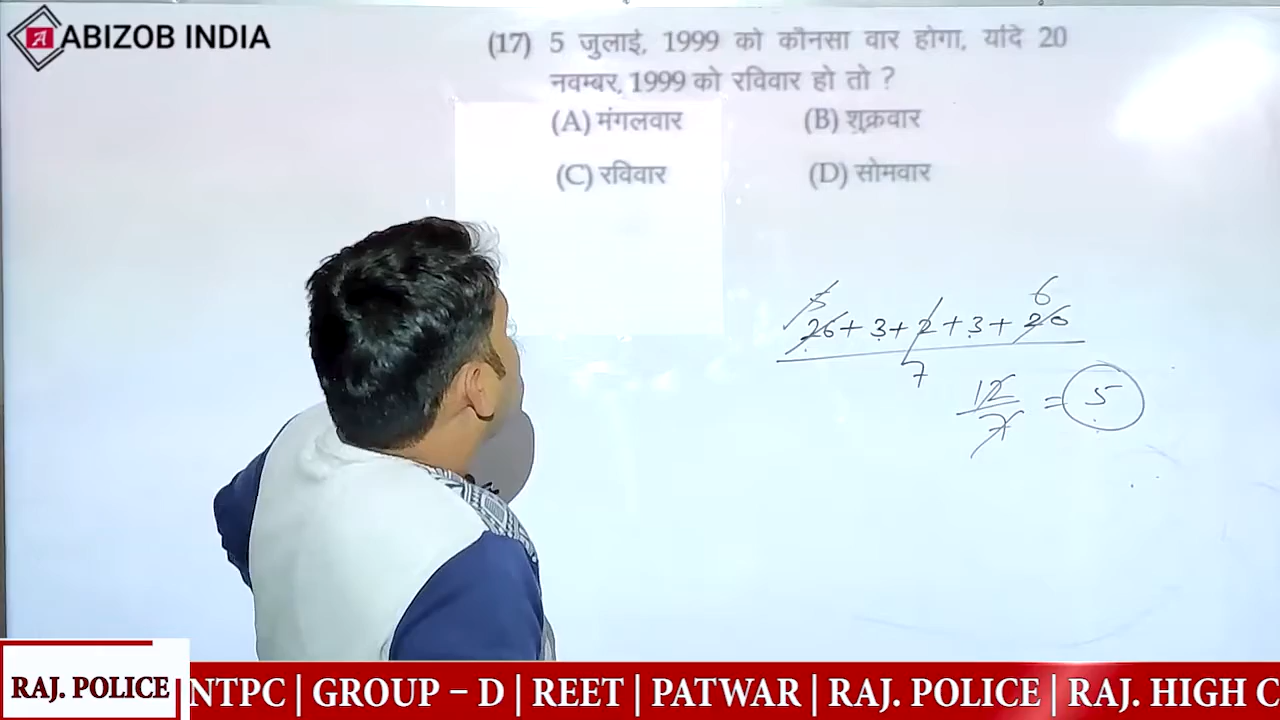 ABIZOB INDIA
(17) 5 जुलाई, 1999 को कौनसा वार होगा, यदि 20
नवम्बर, 1999 को रविवार हो तो ?
(A) मंगलवार (B) शुक्रवार
(C) रविवार (D) सोमवार
5 6
26 + 3 + 2 + 3 + 20
7
12
7 = 5
RAJ. POLICE NTPC | GROUP – D | REET | PATWAR | RAJ. POLICE | RAJ. HIGH C